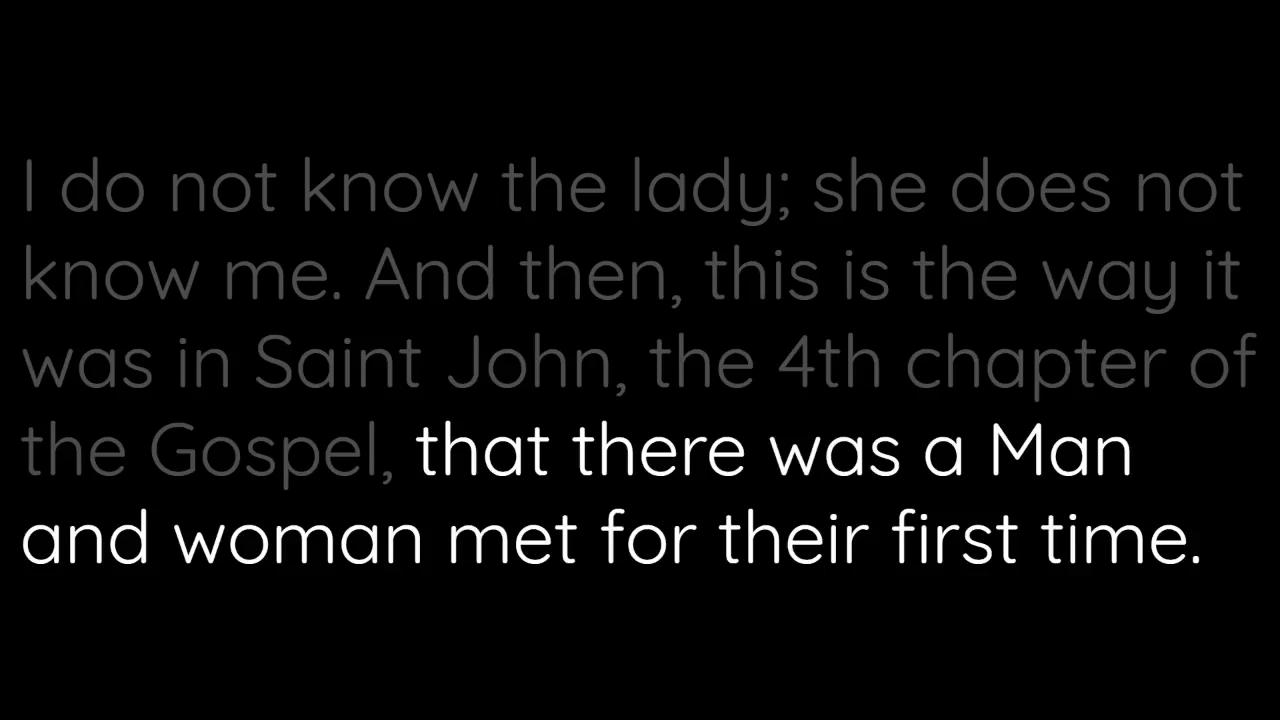 I do not know the lady; she does not
know me. And then, this is the way it
was in Saint John, the 4th chapter of
the Gospel, that there was a Man
and woman met for their first time.